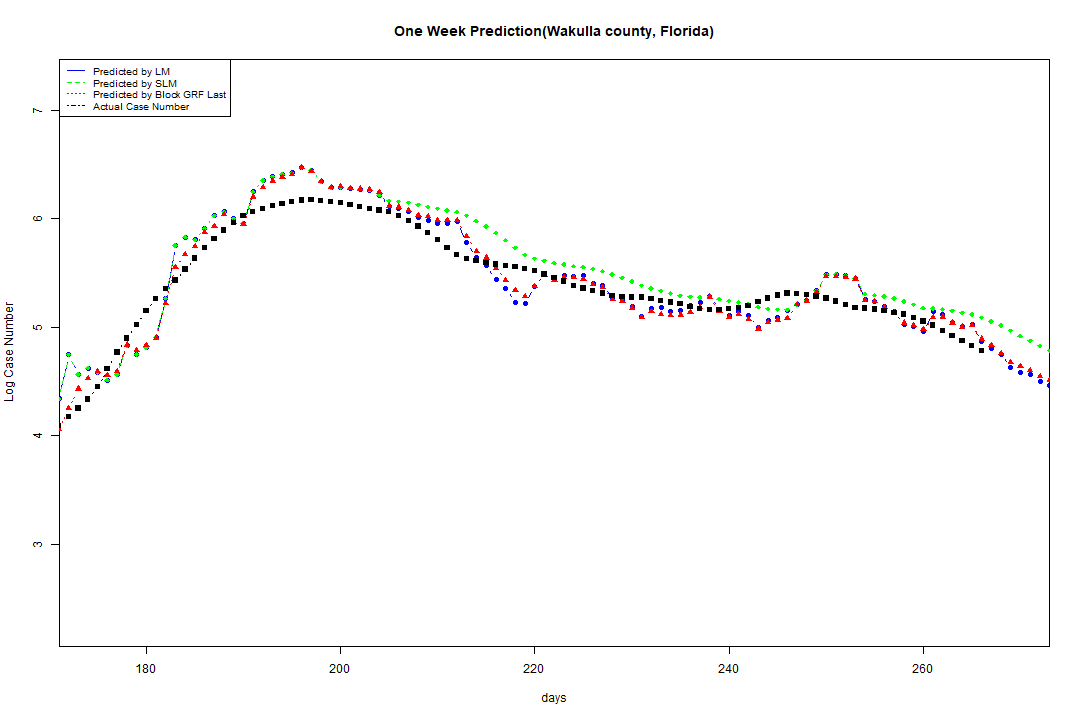 One Week Prediction(Wakulla county, Florida)
Predicted by LM
Predicted by SLM
Predicted by Block GRF Last
Actual Case Number
7
6
5
4
3
Log Case Number
180 200 220 240 260
days